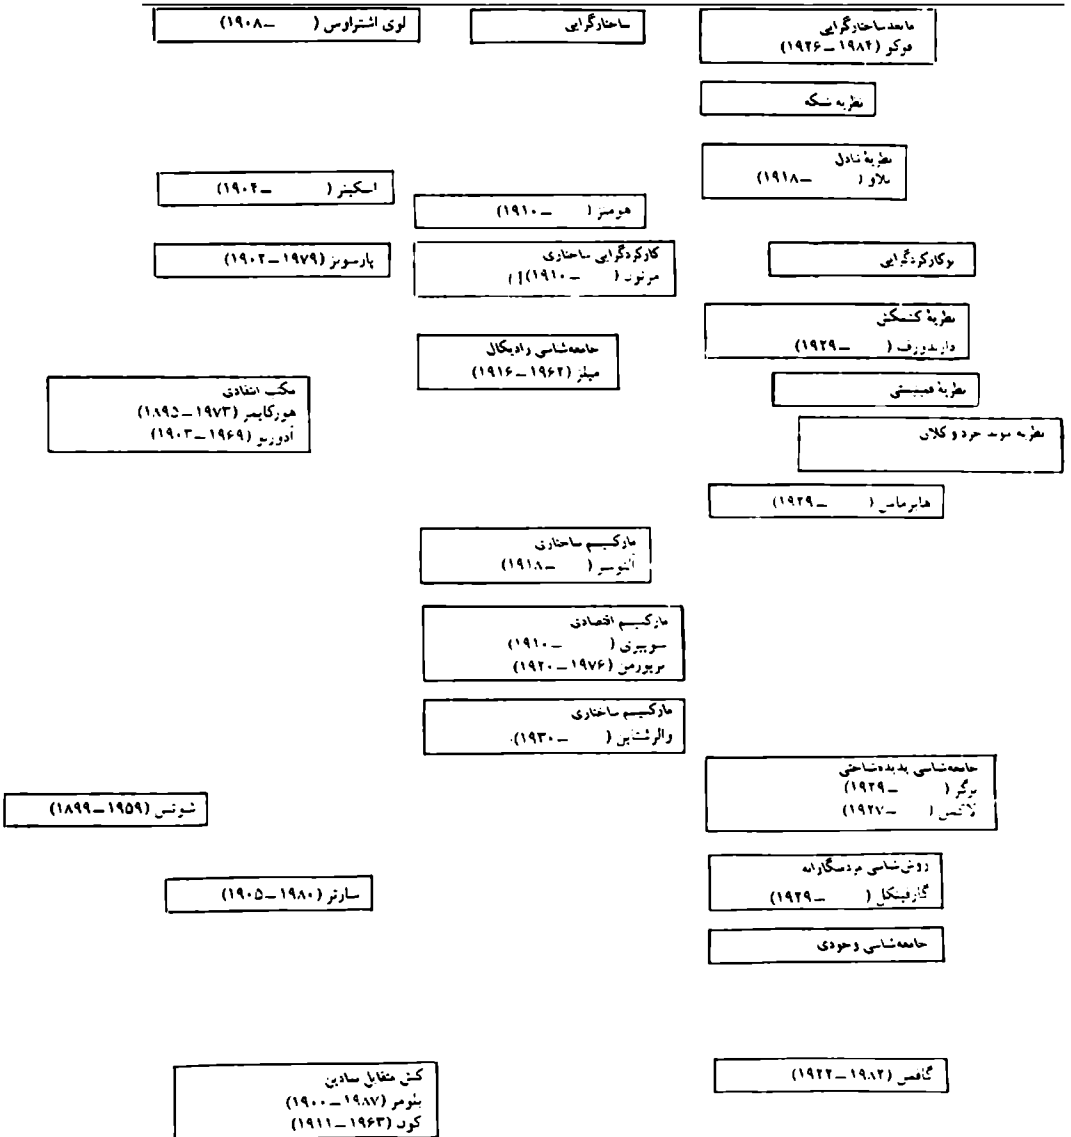 مابعدساختارگرایی
فوکو (۱۹۸۴–۱۹۲۶)
ساختارگرایی
لوی اشتراوس (      –۱۹۰۸)
نظریه شبکه
نظریهٔ تبادل
بلاو (      –۱۹۱۸)
اسکینر (      –۱۹۰۴)
هومنز (      –۱۹۱۰)
نوکارکردگرایی
کارکردگرایی ساختاری
مرتون (      –۱۹۱۰)
پارسونز (۱۹۷۹–۱۹۰۲)
نظریهٔ کشمکش
دارندورف (      –۱۹۲۹)
جامعه‌شناسی رادیکال
میلز (۱۹۶۲–۱۹۱۶)
نظریهٔ فمینیستی
مکتب انتقادی
هورکایمر (۱۹۷۳–۱۸۹۵)
آدورنو (۱۹۶۹–۱۹۰۳)
نظریه پیوند خرد و کلان
هابرماس (      –۱۹۲۹)
مارکسیسم ساختاری
آلتوسر (      –۱۹۱۸)
مارکسیسم اقتصادی
سوییزی (      –۱۹۱۰)
بریورمن (۱۹۷۶–۱۹۲۰)
مارکسیسم ساختاری
والرشتاین (      –۱۹۳۰)
جامعه‌شناسی پدیده‌شناختی
برگر (      –۱۹۲۹)
لاکمن (      –۱۹۲۷)
شوتس (۱۹۵۹–۱۸۹۹)
روش‌شناسی مردمنگارانه
گارفینکل (      –۱۹۲۹)
سارتر (۱۹۸۰–۱۹۰۵)
جامعه‌شناسی وجودی
گافمن (۱۹۸۲–۱۹۲۲)
کنش متقابل نمادین
بلومر (۱۹۸۷–۱۹۰۰)
کون (۱۹۶۳–۱۹۱۱)